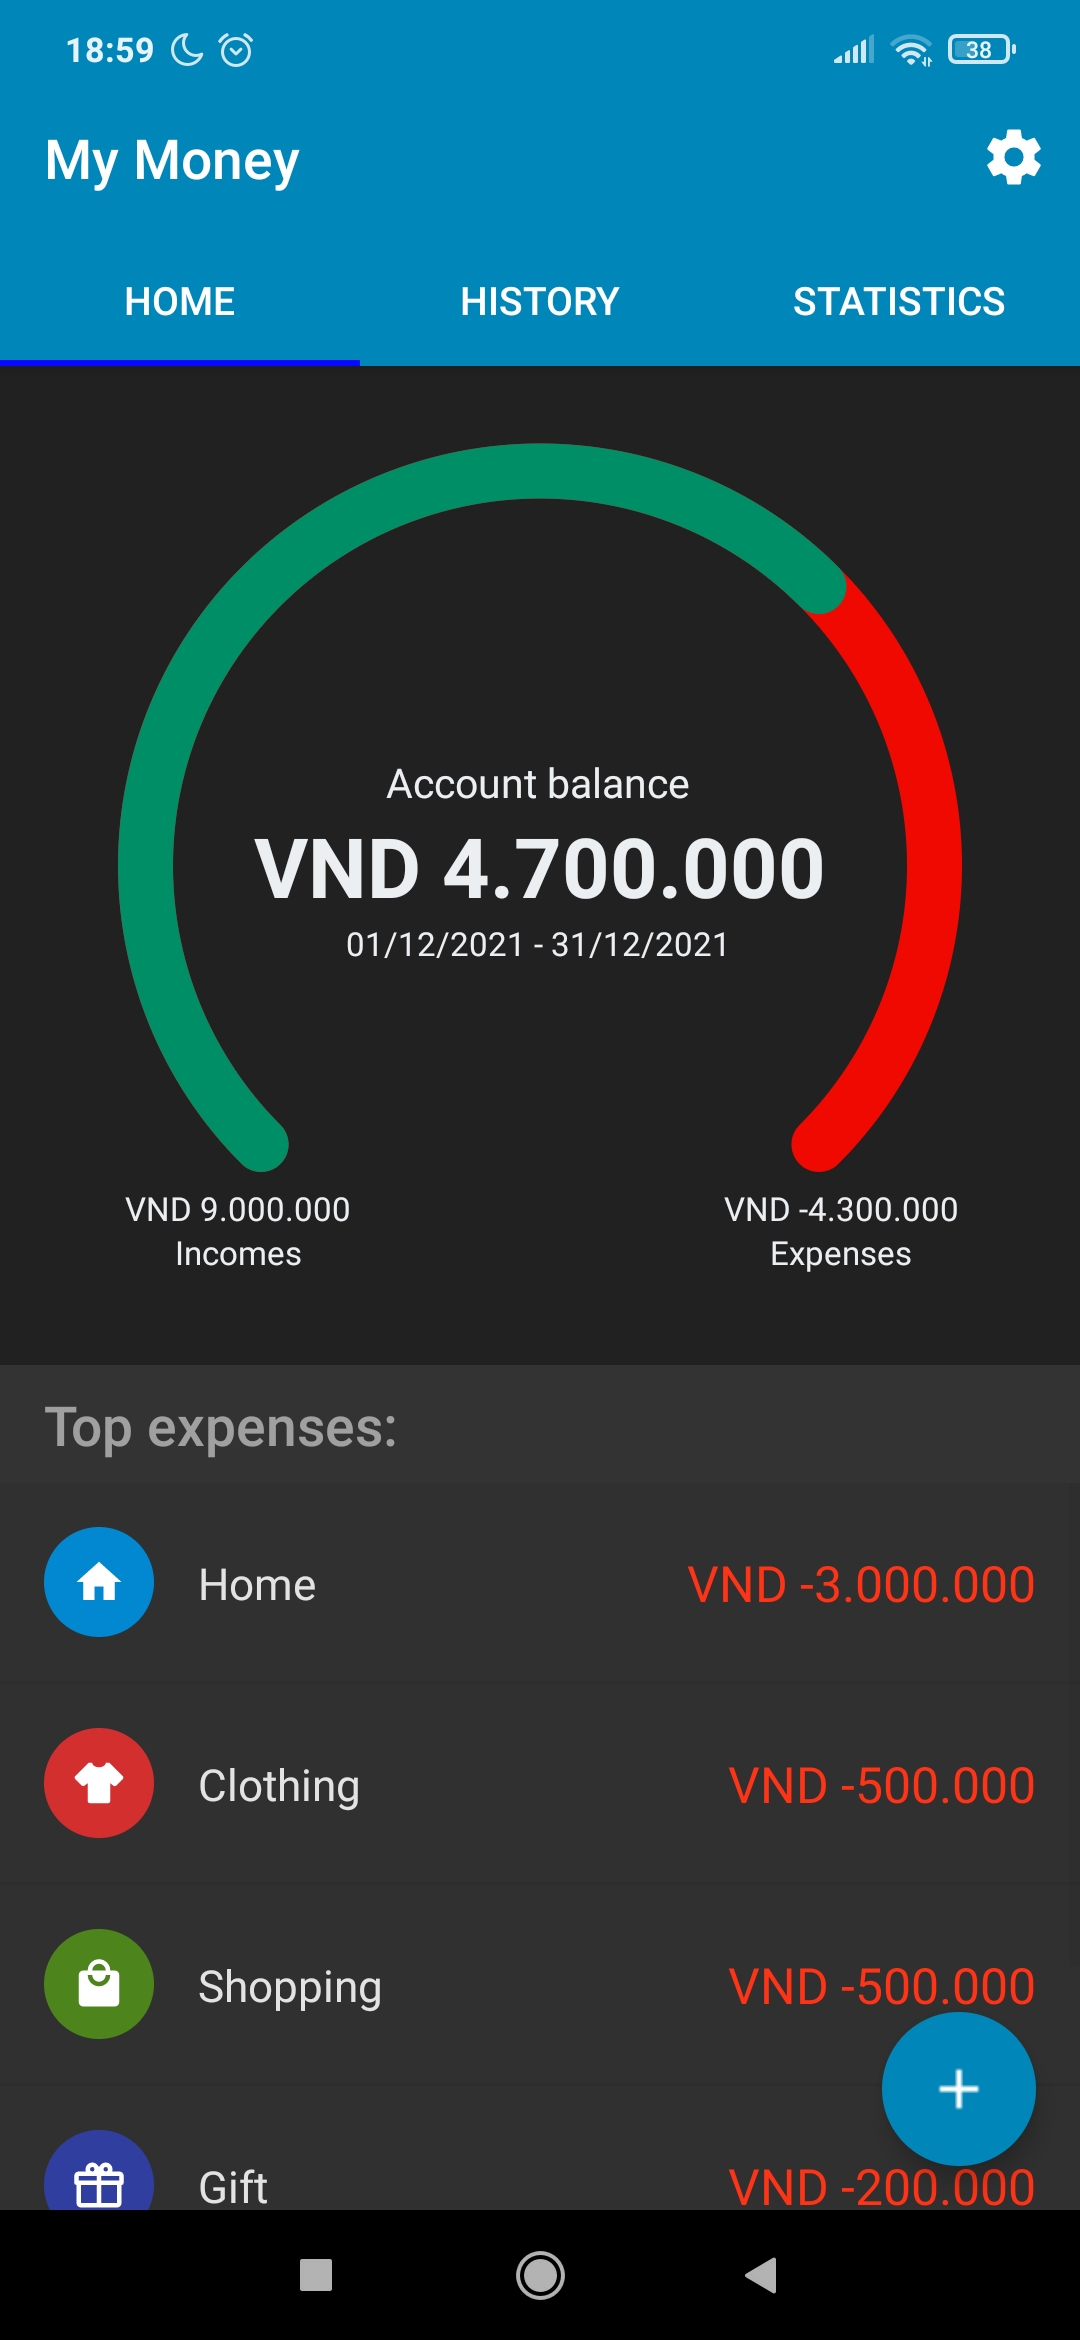 18:59
38
My Money
HOME
HISTORY
STATISTICS
Account balance
VND 4.700.000
01/12/2021 - 31/12/2021
VND 9.000.000
Incomes
VND -4.300.000
Expenses
Top expenses:
Home
VND -3.000.000
Clothing
VND -500.000
Shopping
VND -500.000
Gift
VND -200.000